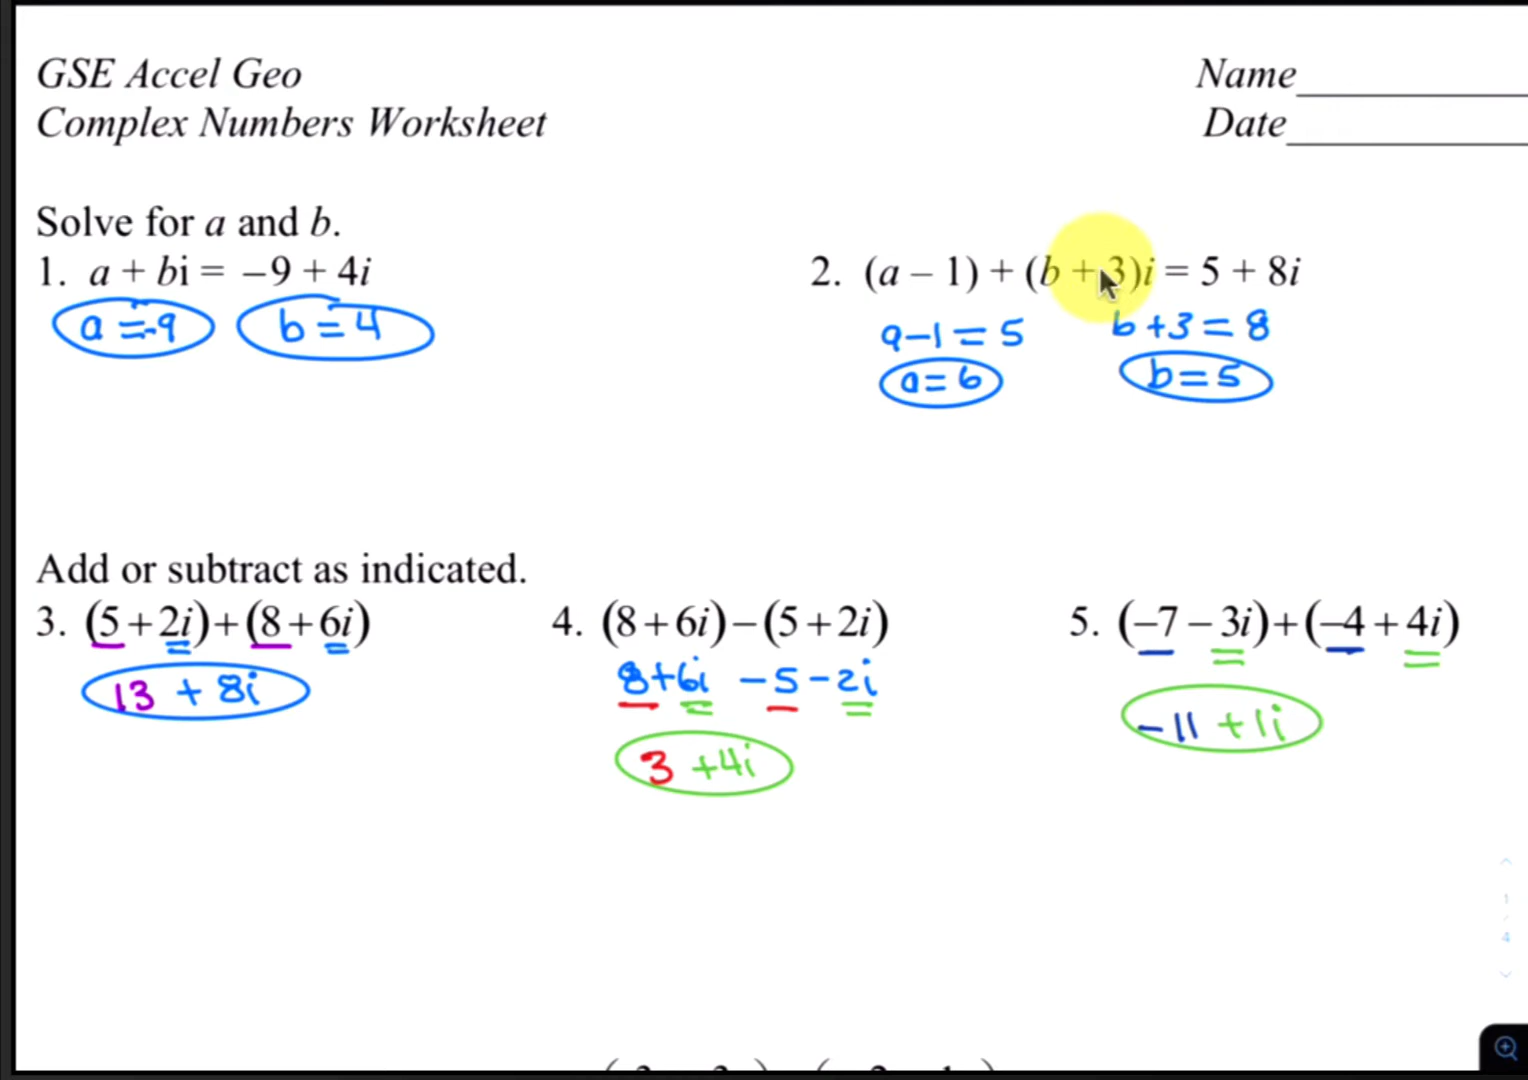 GSE Accel Geo
Name
Complex Numbers Worksheet
Date
Solve for a and b.
1. a + bi = −9 + 4i
a = -9
b = 4
2. (a − 1) + (b + 3)i = 5 + 8i
a-1 = 5
b+3 = 8
a = 6
b = 5
Add or subtract as indicated.
3. (5+2i)+(8+6i)
13 + 8i
4. (8+6i)−(5+2i)
8+6i -5-2i
3 +4i
5. (−7−3i)+(−4+4i)
-11 +1i
1
/
4